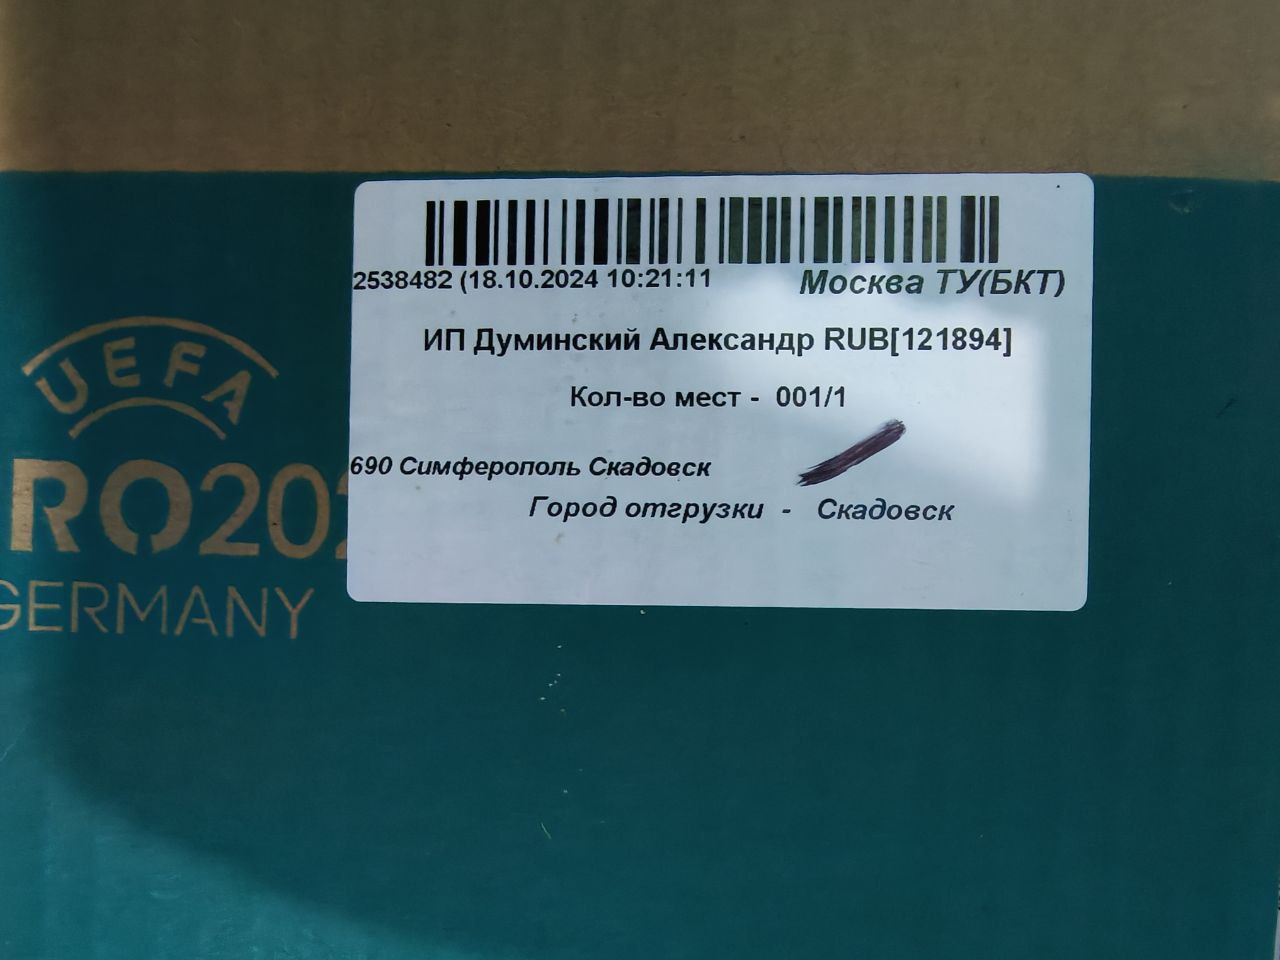 2538482 (18.10.2024 10:21:11
Москва ТУ(БКТ)
ИП Думинский Александр RUB[121894]
Кол-во мест - 001/1
690 Симферополь Скадовск
Город отгрузки - Скадовск
UEFA
RO202
GERMANY